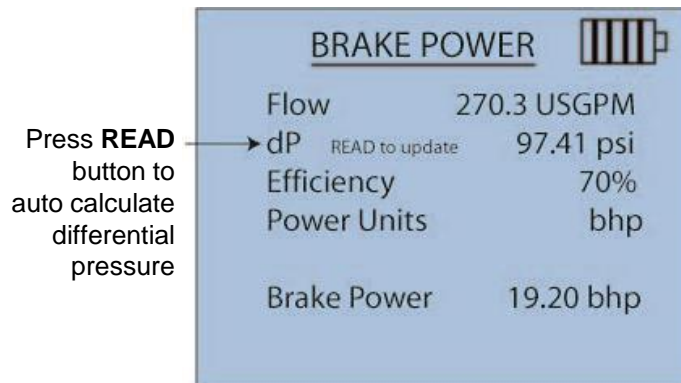 BRAKE POWER
Flow 270.3 USGPM
Press READ
button to
auto calculate
differential
pressure
dP READ to update 97.41 psi
Efficiency 70%
Power Units bhp
Brake Power 19.20 bhp